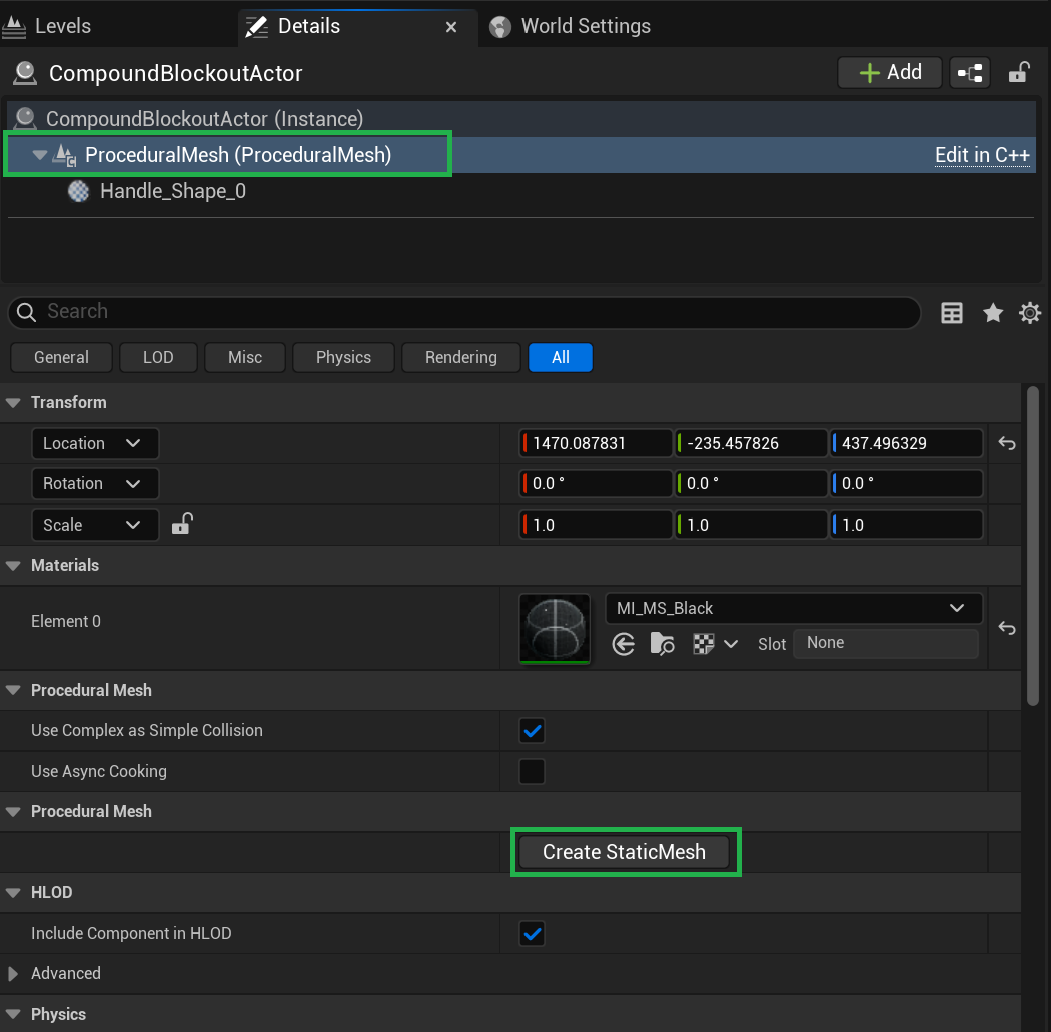 Levels
Details
World Settings
CompoundBlockoutActor
Add
CompoundBlockoutActor (Instance)
ProceduralMesh (ProceduralMesh)
Edit in C++
Handle_Shape_0
Search
General
LOD
Misc
Physics
Rendering
All
Transform
Location
1470.087831
-235.457826
437.496329
Rotation
0.0 °
0.0 °
0.0 °
Scale
1.0
1.0
1.0
Materials
Element 0
MI_MS_Black
Slot
None
Procedural Mesh
Use Complex as Simple Collision
Use Async Cooking
Procedural Mesh
Create StaticMesh
HLOD
Include Component in HLOD
Advanced
Physics